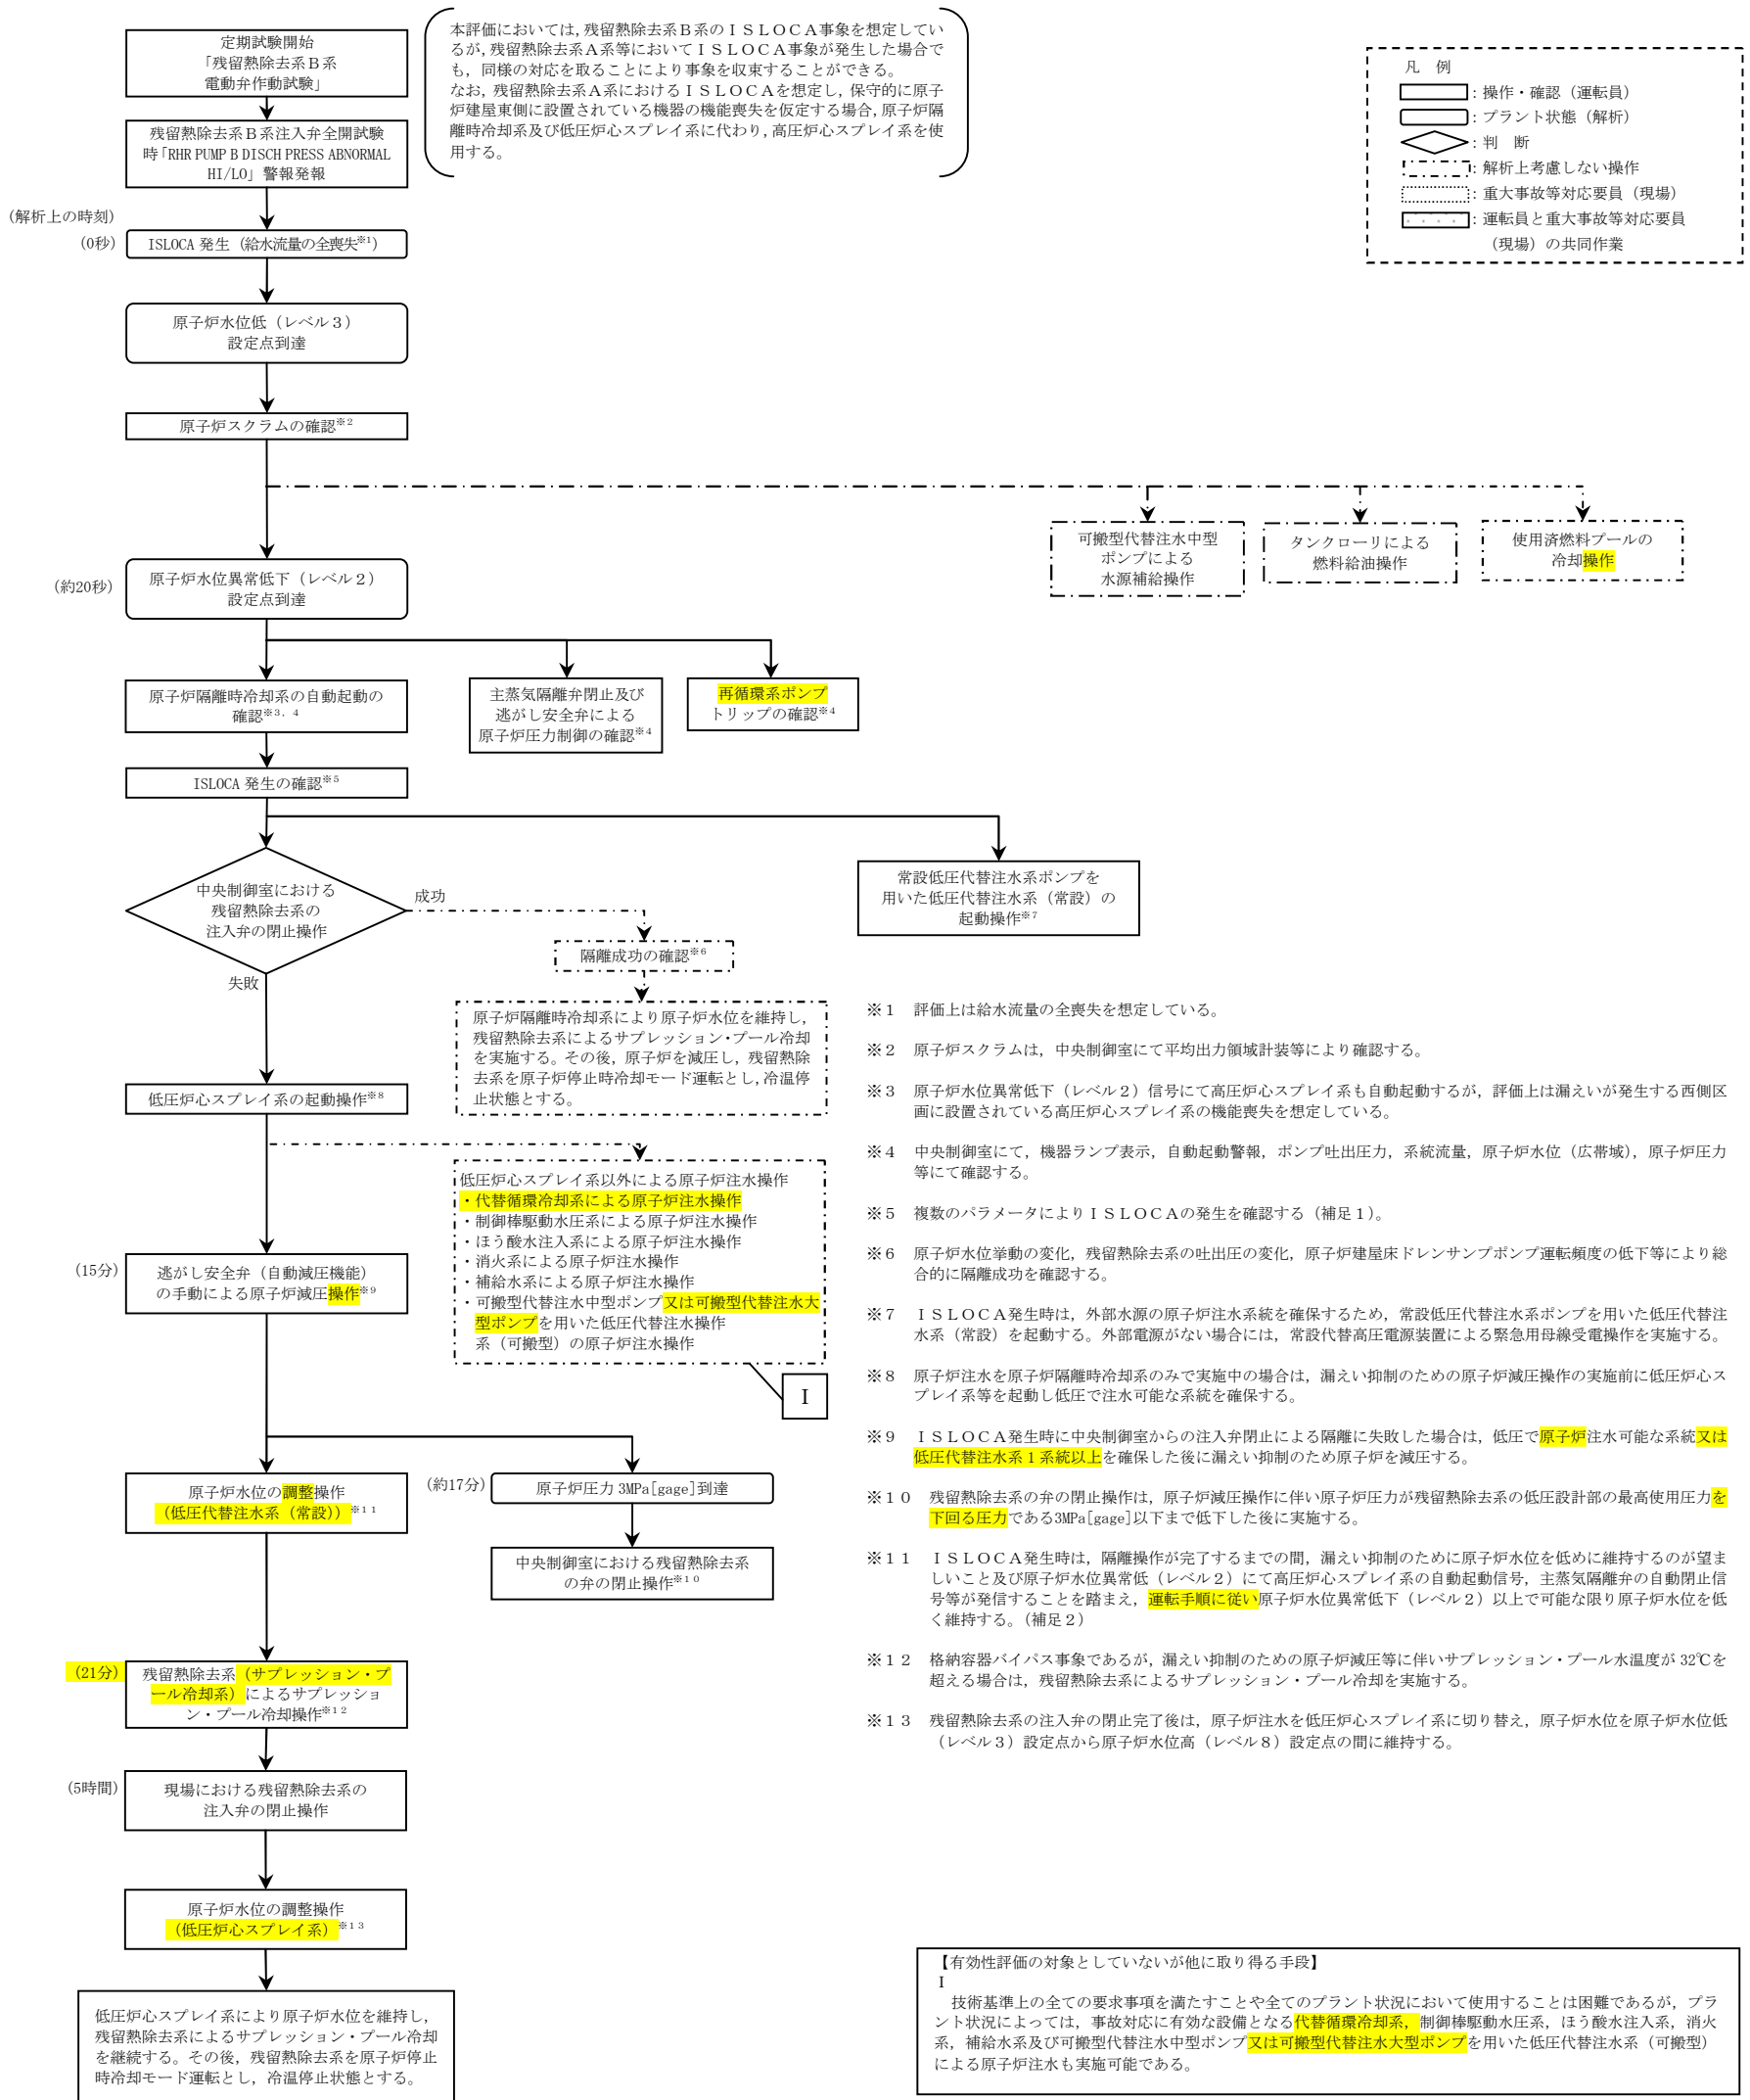 定期試験開始
「残留熱除去系Ｂ系
電動弁作動試験」
残留熱除去系Ｂ系注入弁全開試験
時「RHR PUMP B DISCH PRESS ABNORMAL
HI/LO」警報発報
（解析上の時刻）
（0秒）
ISLOCA 発生（給水流量の全喪失※1）
原子炉水位低（レベル３）
設定点到達
原子炉スクラムの確認※2
本評価においては，残留熱除去系Ｂ系のＩＳＬＯＣＡ事象を想定してい
るが，残留熱除去系Ａ系等においてＩＳＬＯＣＡ事象が発生した場合で
も，同様の対応を取ることにより事象を収束することができる。
なお，残留熱除去系Ａ系におけるＩＳＬＯＣＡを想定し，保守的に原子
炉建屋東側に設置されている機器の機能喪失を仮定する場合，原子炉隔
離時冷却系及び低圧炉心スプレイ系に代わり，高圧炉心スプレイ系を使
用する。
凡　例
：操作・確認（運転員）
：プラント状態（解析）
：判　断
：解析上考慮しない操作
：重大事故等対応要員（現場）
：運転員と重大事故等対応要員
（現場）の共同作業
可搬型代替注水中型
ポンプによる
水源補給操作
タンクローリによる
燃料給油操作
使用済燃料プールの
冷却操作
（約20秒）
原子炉水位異常低下（レベル２）
設定点到達
原子炉隔離時冷却系の自動起動の
確認※3，4
主蒸気隔離弁閉止及び
逃がし安全弁による
原子炉圧力制御の確認※4
再循環系ポンプ
トリップの確認※4
ISLOCA 発生の確認※5
中央制御室における
残留熱除去系の
注入弁の閉止操作
成功
失敗
常設低圧代替注水系ポンプを
用いた低圧代替注水系（常設）の
起動操作※7
隔離成功の確認※6
原子炉隔離時冷却系により原子炉水位を維持し，
残留熱除去系によるサプレッション・プール冷却
を実施する。その後，原子炉を減圧し，残留熱除
去系を原子炉停止時冷却モード運転とし，冷温停
止状態とする。
低圧炉心スプレイ系の起動操作※8
低圧炉心スプレイ系以外による原子炉注水操作
・代替循環冷却系による原子炉注水操作
・制御棒駆動水圧系による原子炉注水操作
・ほう酸水注入系による原子炉注水操作
・消火系による原子炉注水操作
・補給水系による原子炉注水操作
・可搬型代替注水中型ポンプ又は可搬型代替注水大
型ポンプを用いた低圧代替注水操作
系（可搬型）の原子炉注水操作
Ｉ
（15分）
逃がし安全弁（自動減圧機能）
の手動による原子炉減圧操作※9
原子炉水位の調整操作
（低圧代替注水系（常設））※11
（約17分）
原子炉圧力 3MPa[gage]到達
中央制御室における残留熱除去系
の弁の閉止操作※10
（21分）
残留熱除去系（サプレッション・プ
ール冷却系）によるサプレッショ
ン・プール冷却操作※12
（5時間）
現場における残留熱除去系の
注入弁の閉止操作
原子炉水位の調整操作
（低圧炉心スプレイ系）※13
低圧炉心スプレイ系により原子炉水位を維持し，
残留熱除去系によるサプレッション・プール冷却
を継続する。その後，残留熱除去系を原子炉停止
時冷却モード運転とし，冷温停止状態とする。
※１　評価上は給水流量の全喪失を想定している。
※２　原子炉スクラムは，中央制御室にて平均出力領域計装等により確認する。
※３　原子炉水位異常低下（レベル２）信号にて高圧炉心スプレイ系も自動起動するが，評価上は漏えいが発生する西側区
画に設置されている高圧炉心スプレイ系の機能喪失を想定している。
※４　中央制御室にて，機器ランプ表示，自動起動警報，ポンプ吐出圧力，系統流量，原子炉水位（広帯域），原子炉圧力
等にて確認する。
※５　複数のパラメータによりＩＳＬＯＣＡの発生を確認する（補足１）。
※６　原子炉水位挙動の変化，残留熱除去系の吐出圧の変化，原子炉建屋床ドレンサンプポンプ運転頻度の低下等により総
合的に隔離成功を確認する。
※７　ＩＳＬＯＣＡ発生時は，外部水源の原子炉注水系統を確保するため，常設低圧代替注水系ポンプを用いた低圧代替注
水系（常設）を起動する。外部電源がない場合には，常設代替高圧電源装置による緊急用母線受電操作を実施する。
※８　原子炉注水を原子炉隔離時冷却系のみで実施中の場合は，漏えい抑制のための原子炉減圧操作の実施前に低圧炉心ス
プレイ系等を起動し低圧で注水可能な系統を確保する。
※９　ＩＳＬＯＣＡ発生時に中央制御室からの注入弁閉止による隔離に失敗した場合は，低圧で原子炉注水可能な系統又は
低圧代替注水系１系統以上を確保した後に漏えい抑制のため原子炉を減圧する。
※１０　残留熱除去系の弁の閉止操作は，原子炉減圧操作に伴い原子炉圧力が残留熱除去系の低圧設計部の最高使用圧力を
下回る圧力である3MPa[gage]以下まで低下した後に実施する。
※１１　ＩＳＬＯＣＡ発生時は，隔離操作が完了するまでの間，漏えい抑制のために原子炉水位を低めに維持するのが望ま
しいこと及び原子炉水位異常低（レベル２）にて高圧炉心スプレイ系の自動起動信号，主蒸気隔離弁の自動閉止信
号等が発信することを踏まえ，運転手順に従い原子炉水位異常低下（レベル２）以上で可能な限り原子炉水位を低
く維持する。（補足２）
※１２　格納容器バイパス事象であるが，漏えい抑制のための原子炉減圧等に伴いサプレッション・プール水温度が 32℃を
超える場合は，残留熱除去系によるサプレッション・プール冷却を実施する。
※１３　残留熱除去系の注入弁の閉止完了後は，原子炉注水を低圧炉心スプレイ系に切り替え，原子炉水位を原子炉水位低
（レベル３）設定点から原子炉水位高（レベル８）設定点の間に維持する。
【有効性評価の対象としていないが他に取り得る手段】
Ⅰ
技術基準上の全ての要求事項を満たすことや全てのプラント状況において使用することは困難であるが，プラ
ント状況によっては，事故対応に有効な設備となる代替循環冷却系，制御棒駆動水圧系，ほう酸水注入系，消火
系，補給水系及び可搬型代替注水中型ポンプ又は可搬型代替注水大型ポンプを用いた低圧代替注水系（可搬型）
による原子炉注水も実施可能である。